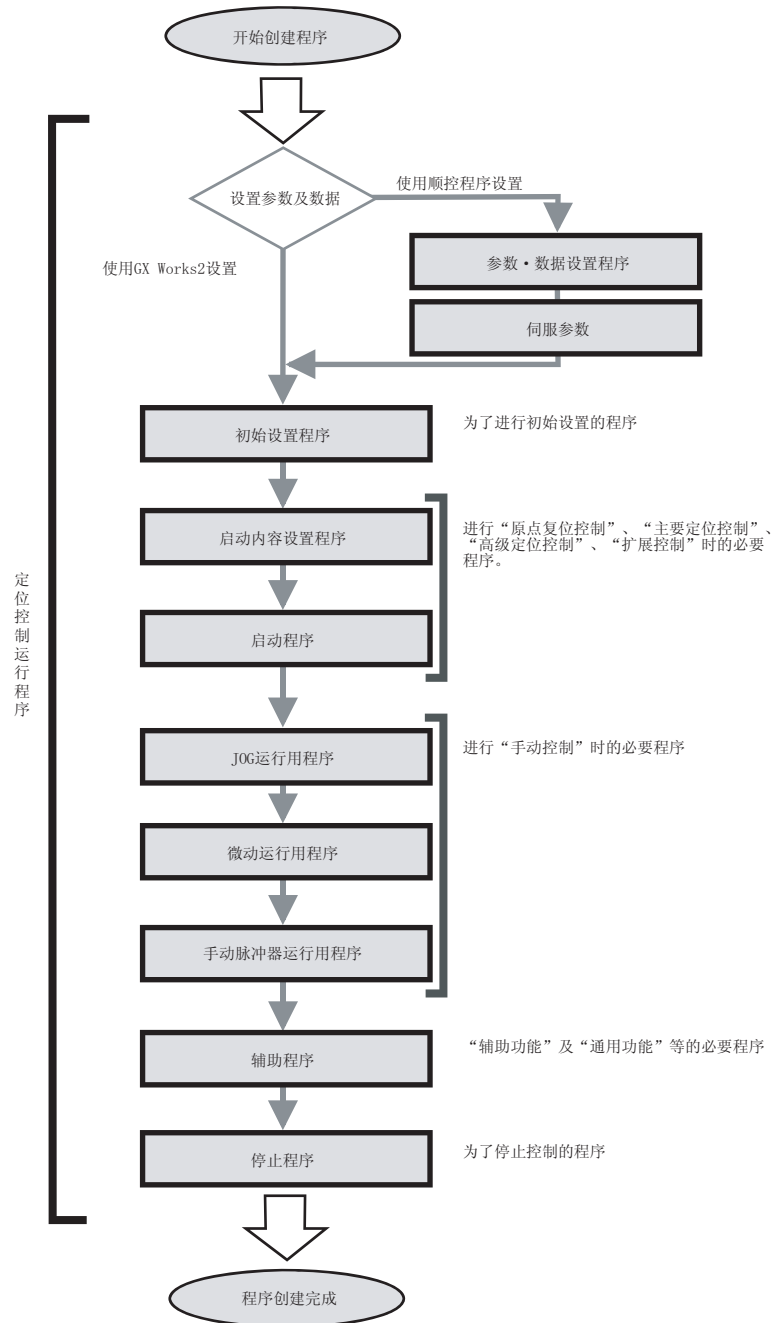 开始创建程序
设置参数及数据
使用顺控程序设置
使用GX Works2设置
参数·数据设置程序
伺服参数
初始设置程序
为了进行初始设置的程序
启动内容设置程序
进行“原点复位控制”、“主要定位控制”、
“高级定位控制”、“扩展控制”时的必要
程序。
定位控制运行程序
启动程序
JOG运行用程序
进行“手动控制”时的必要程序
微动运行用程序
手动脉冲器运行用程序
辅助程序
“辅助功能”及“通用功能”等的必要程序
停止程序
为了停止控制的程序
程序创建完成